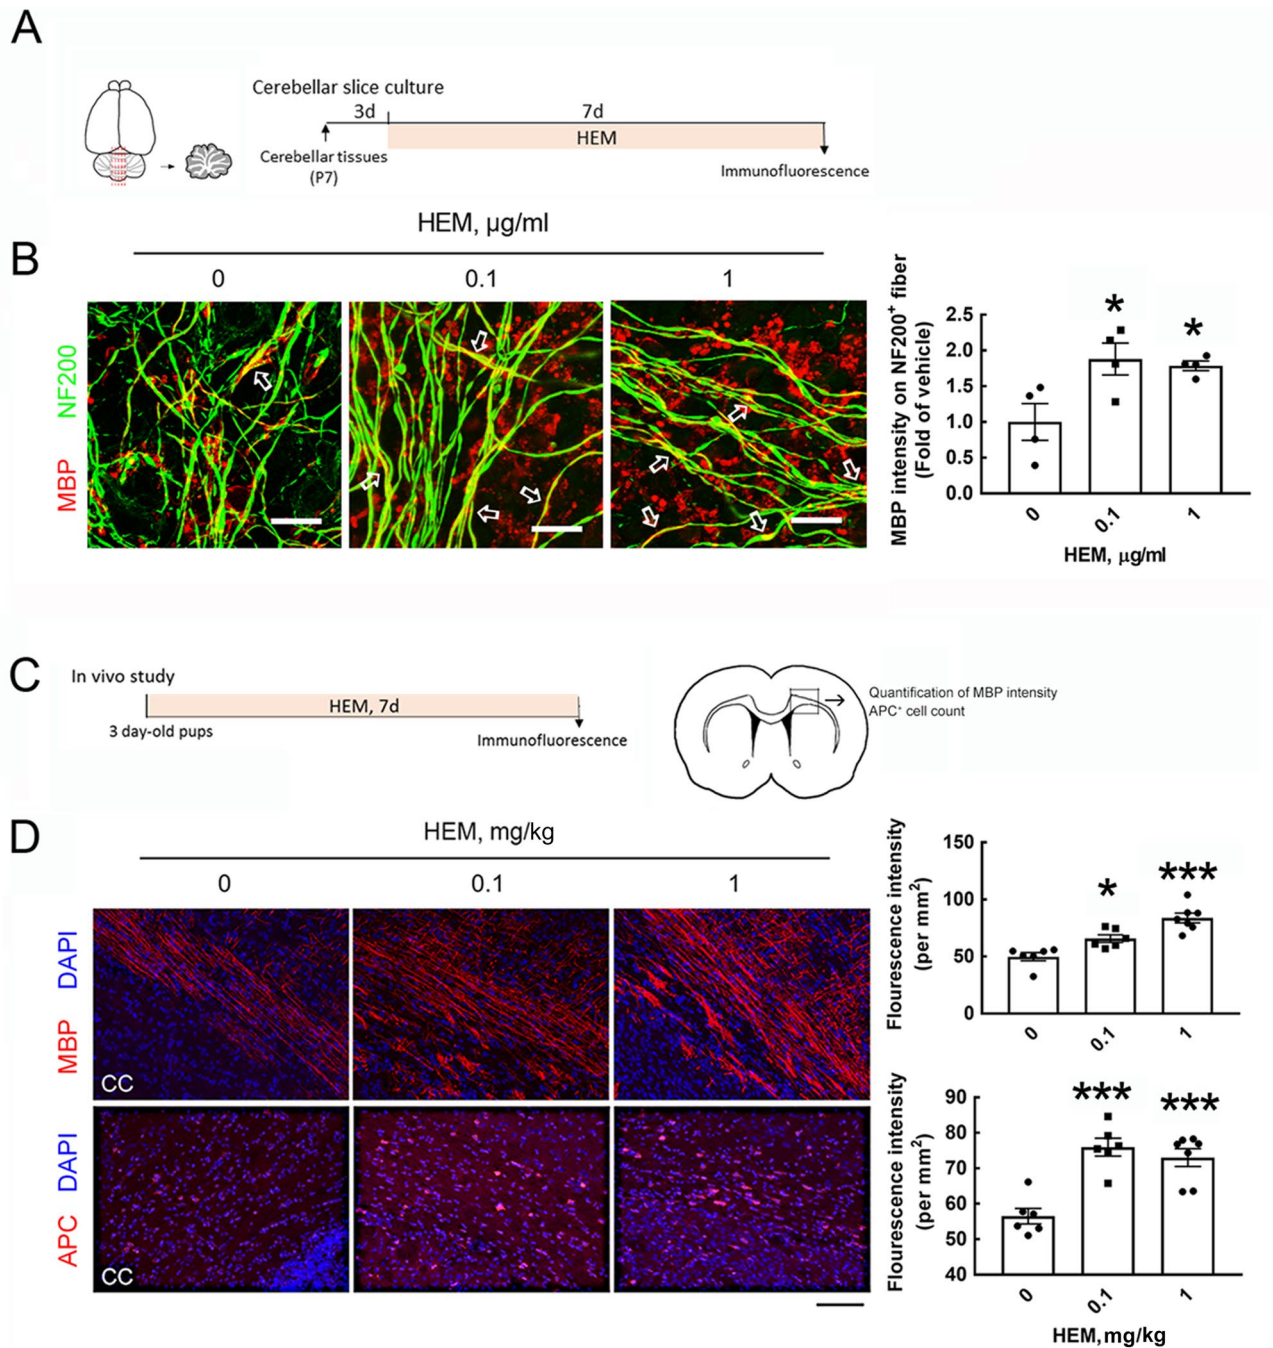 A
Cerebellar slice culture
3d
7d
HEM
Cerebellar tissues
(P7)
Immunofluorescence
HEM, µg/ml
B
0
0.1
1
MBP NF200
MBP intensity on NF200+ fiber
(Fold of vehicle)
2.5
2.0
1.5
1.0
0.5
0.0
*
*
0
0.1
1
HEM, µg/ml
C
In vivo study
HEM, 7d
3 day-old pups
Immunofluorescence
Quantification of MBP intensity
APC+ cell count
D
HEM, mg/kg
0
0.1
1
MBP DAPI
CC
Flourescence intensity
(per mm2)
150
100
50
0
*
***
0
0.1
1
APC DAPI
CC
Flourescence intensity
(per mm2)
90
80
70
60
50
40
***
***
0
0.1
1
HEM,mg/kg